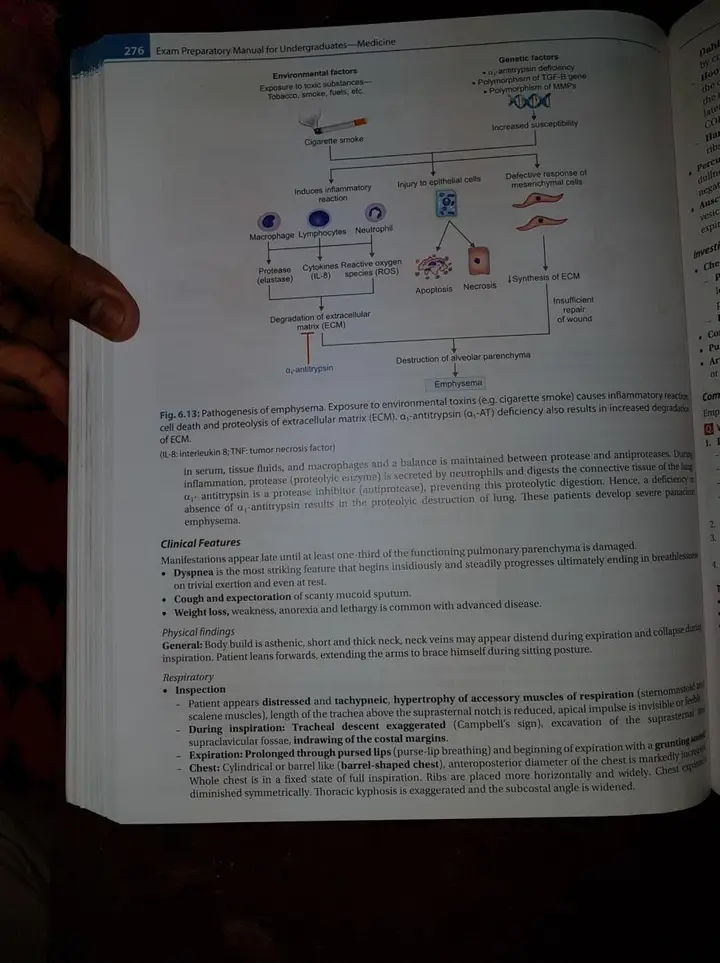 276 Exam Preparatory Manual for Undergraduates—Medicine
Environmental factors
Exposure to toxic substances—
Tobacco, smoke, fuels, etc.
Cigarette smoke
Genetic factors
• α₁-antitrypsin deficiency
• Polymorphism of TGF-B gene
• Polymorphism of MMPs
Increased susceptibility
Induces inflammatory
reaction
Injury to epithelial cells
Defective response of
mesenchymal cells
Macrophage Lymphocytes Neutrophil
Protease
(elastase)
Cytokines
(IL-8)
Reactive oxygen
species (ROS)
Apoptosis
Necrosis
↓Synthesis of ECM
Degradation of extracellular
matrix (ECM)
Insufficient
repair
of wound
α₁-antitrypsin
Destruction of alveolar parenchyma
Emphysema
Fig. 6.13: Pathogenesis of emphysema. Exposure to environmental toxins (e.g. cigarette smoke) causes inflammatory reaction,
cell death and proteolysis of extracellular matrix (ECM). α₁-antitrypsin (α₁-AT) deficiency also results in increased degradation
of ECM.
(IL-8: interleukin 8; TNF: tumor necrosis factor)
in serum, tissue fluids, and macrophages and a balance is maintained between protease and antiproteases. During
inflammation, protease (proteolyic enzyme) is secreted by neutrophils and digests the connective tissue of the lung.
α₁- antitrypsin is a protease inhibitor (antiprotease), preventing this proteolytic digestion. Hence, a deficiency or
absence of α₁-antitrypsin results in the proteolyic destruction of lung. These patients develop severe panacinar
emphysema.
Clinical Features
Manifestations appear late until at least one-third of the functioning pulmonary parenchyma is damaged.
• Dyspnea is the most striking feature that begins insidiously and steadily progresses ultimately ending in breathlessness
on trivial exertion and even at rest.
• Cough and expectoration of scanty mucoid sputum.
• Weight loss, weakness, anorexia and lethargy is common with advanced disease.
Physical findings
General: Body build is asthenic, short and thick neck, neck veins may appear distend during expiration and collapse during
inspiration. Patient leans forwards, extending the arms to brace himself during sitting posture.
Respiratory
• Inspection
– Patient appears distressed and tachypneic, hypertrophy of accessory muscles of respiration (sternomastoid and
scalene muscles), length of the trachea above the suprasternal notch is reduced, apical impulse is invisible or feeble.
– During inspiration: Tracheal descent exaggerated (Campbell's sign), excavation of the suprasternal and
supraclavicular fossae, indrawing of the costal margins.
– Expiration: Prolonged through pursed lips (purse-lip breathing) and beginning of expiration with a grunting sound.
– Chest: Cylindrical or barrel like (barrel-shaped chest), anteroposterior diameter of the chest is markedly increased.
Whole chest is in a fixed state of full inspiration. Ribs are placed more horizontally and widely. Chest expands
diminished symmetrically. Thoracic kyphosis is exaggerated and the subcostal angle is widened.